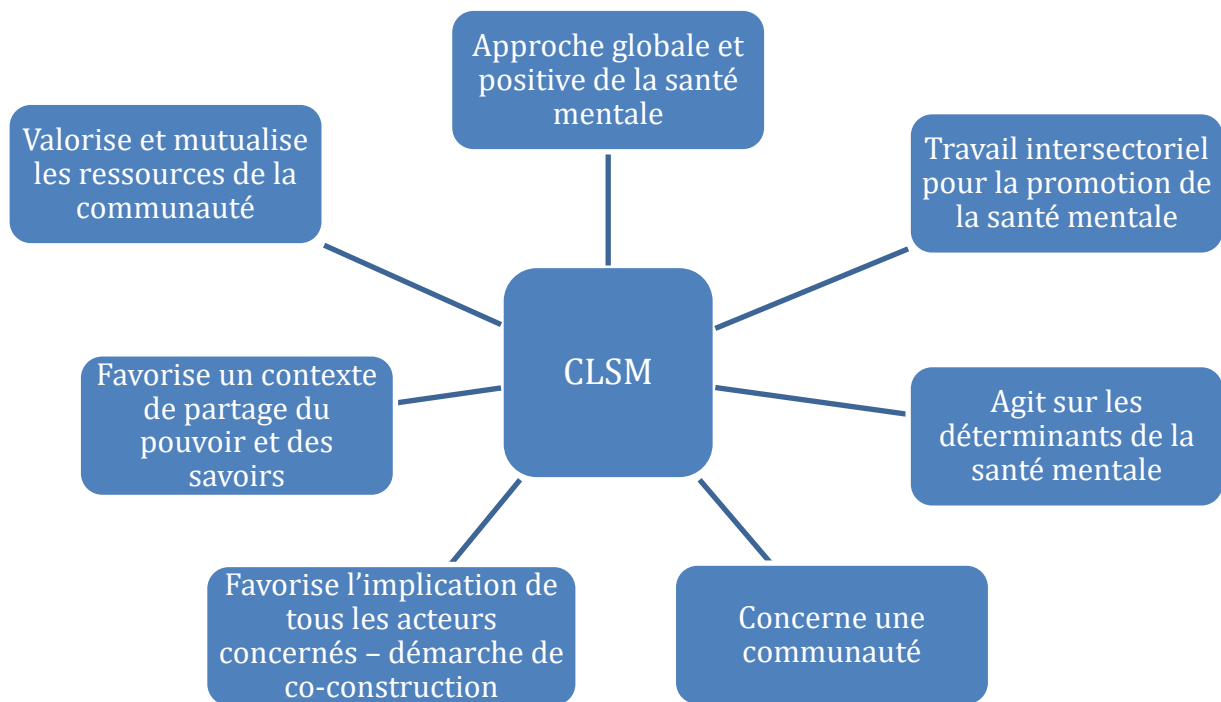 Approche globale et
positive de la santé
mentale
Travail intersectoriel
pour la promotion de
la santé mentale
Agit sur les
déterminants de la
santé mentale
Concerne une
communauté
Favorise l’implication de
tous les acteurs
concernés – démarche de
co-construction
Favorise un contexte
de partage du
pouvoir et des
savoirs
Valorise et mutualise
les ressources de la
communauté
CLSM